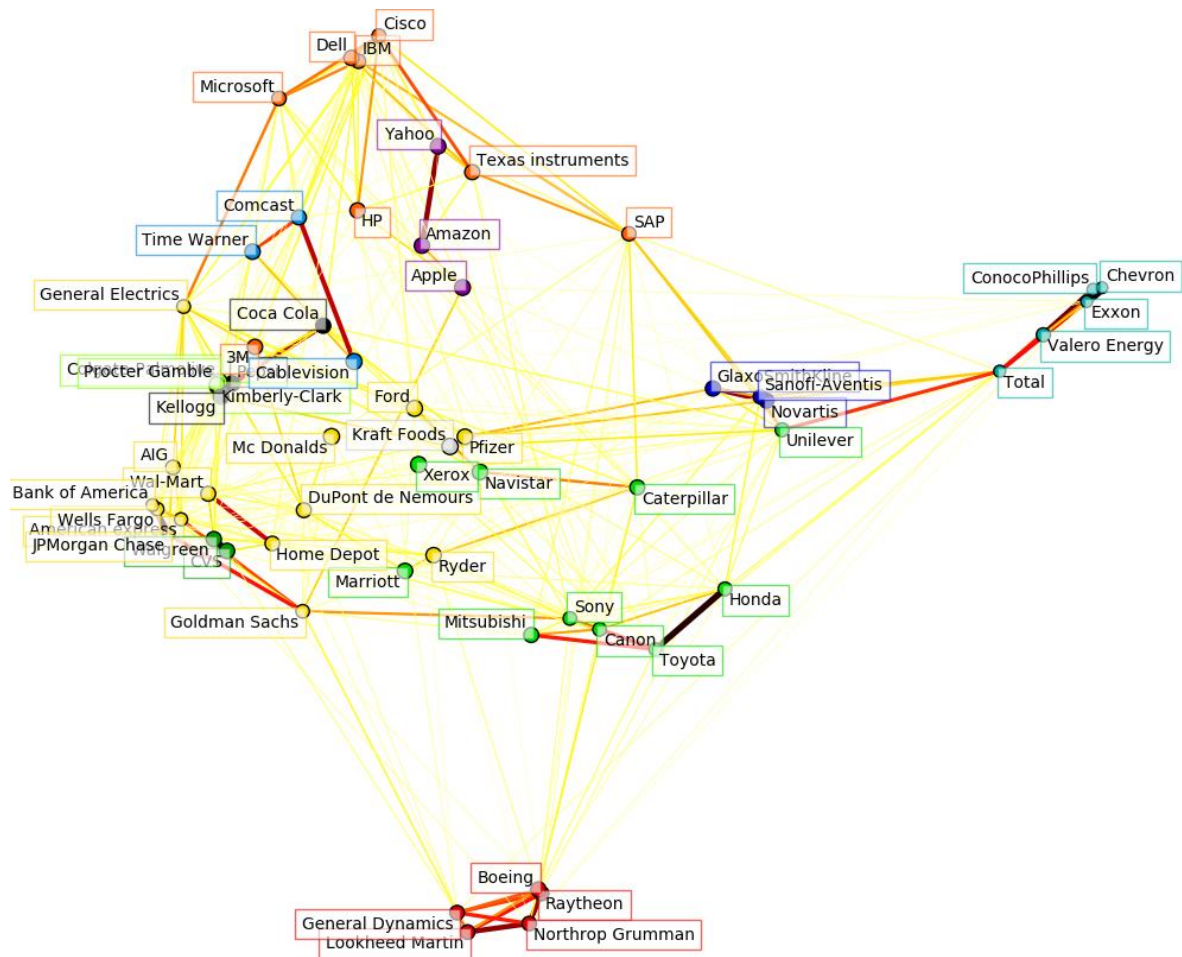 Cisco
Dell
IBM
Microsoft
Yahoo
Texas instruments
Comcast
HP
SAP
Time Warner
Amazon
Apple
ConocoPhillips
Chevron
General Electrics
Exxon
Coca Cola
Valero Energy
3M
Procter Gamble
Cablevision
GlaxoSmithKline
Total
Sanofi-Aventis
Kimberly-Clark
Ford
Kellogg
Novartis
Kraft Foods
Unilever
Mc Donalds
Pfizer
AIG
Xerox
Navistar
Wal-Mart
Bank of America
DuPont de Nemours
Caterpillar
Wells Fargo
American express
JPMorgan Chase
Walgreen
Home Depot
CVS
Ryder
Marriott
Honda
Sony
Goldman Sachs
Mitsubishi
Canon
Toyota
Boeing
Raytheon
General Dynamics
Northrop Grumman
Lookheed Martin